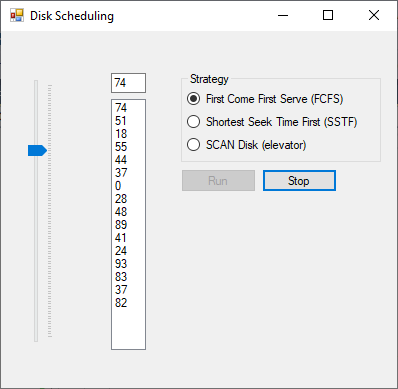 Disk Scheduling
74
74
51
18
55
44
37
0
28
48
89
41
24
93
83
37
82
Strategy
First Come First Serve (FCFS)
Shortest Seek Time First (SSTF)
SCAN Disk (elevator)
Run Stop